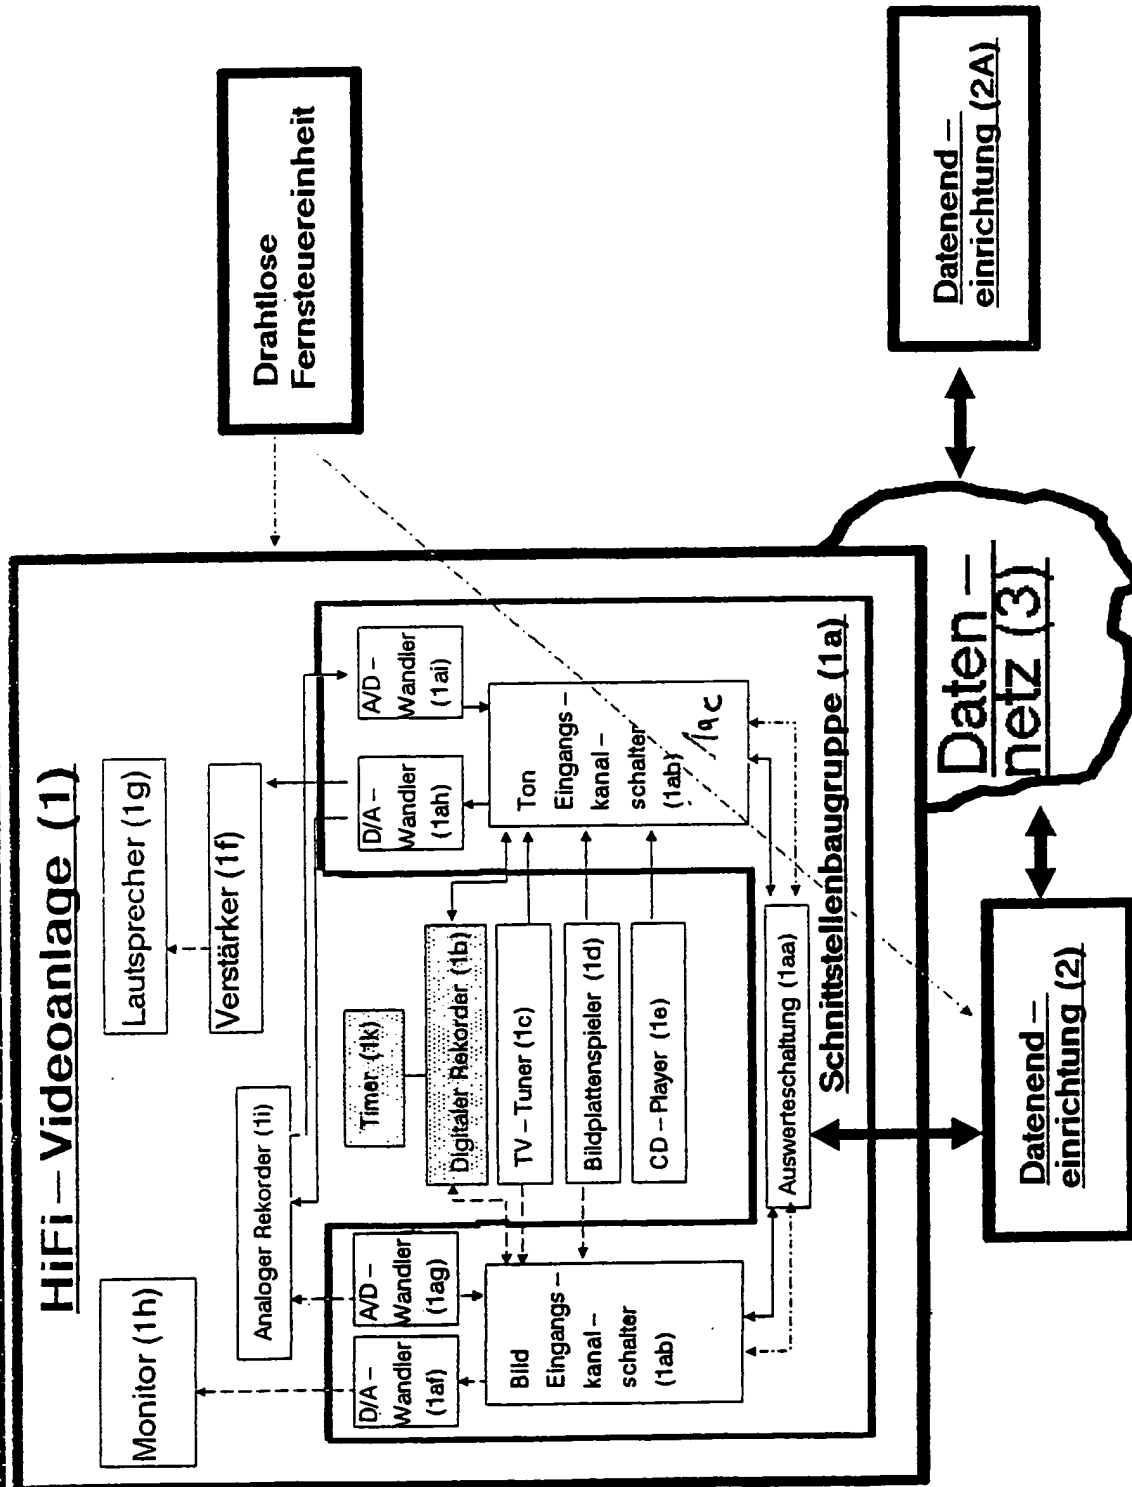 HiFi – Videoanlage (1)
Monitor (1h)
Analoger Rekorder (1i)
Lautsprecher (1g)
Verstärker (1f)
Drahtlose
Fernsteuereinheit
D/A –
Wandler
(1af)
A/D –
Wandler
(1ag)
Timer (1k)
Digitaler Rekorder (1b)
TV – Tuner (1c)
Bildplattenspieler (1d)
CD – Player (1e)
D/A –
Wandler
(1ah)
A/D –
Wandler
(1ai)
Bild
Eingangs –
kanal –
schalter
(1ab)
Ton
Eingangs –
kanal –
schalter
(1ab) 1ac
Auswerteschaltung (1aa)
Schnittstellenbaugruppe (1a)
Datenend –
einrichtung (2)
Daten –
netz (3)
Datenend –
einrichtung (2A)